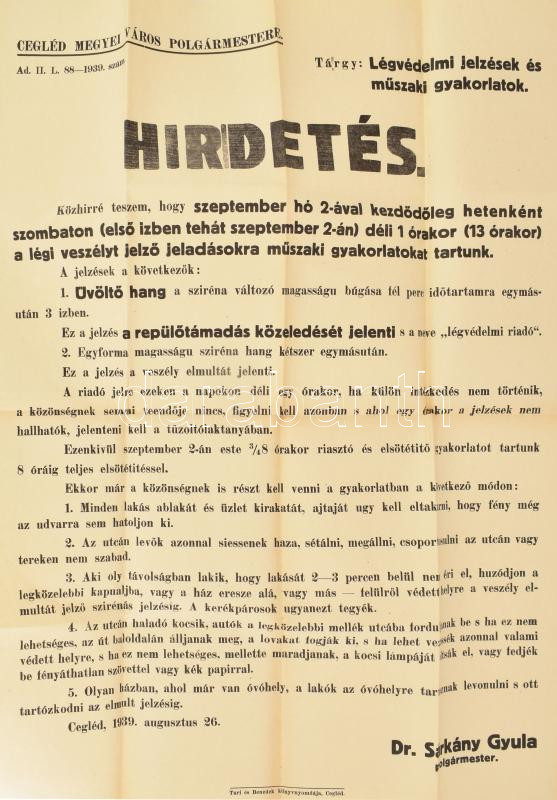 CEGLÉD MEGYEI VÁROS POLGÁRMESTERE.
Ad. II. L. 88—1939. szám
Tárgy: Légvédelmi jelzések és
műszaki gyakorlatok.
HIRDETÉS.
Közhirré teszem, hogy szeptember hó 2-ával kezdődőleg hetenként
szombaton (első izben tehát szeptember 2-án) déli 1 órakor (13 órakor)
a légi veszélyt jelző jeladásokra műszaki gyakorlatokat tartunk.
A jelzések a következők:
1. Üvöltő hang a sziréna változó magasságu búgása fél perc időtartamra egymás-
után 3 izben.
Ez a jelzés a repülőtámadás közeledését jelenti s a neve „légvédelmi riadó“.
2. Egyforma magasságu sziréna hang kétszer egymásután.
Ez a jelzés a veszély elmultát jelenti.
A riadó jelre ezeken a napokon déli egy órakor, ha külön intézkedés nem történik,
a közönségnek semmi teendője nincs, figyelni kell azonban s ahol egy órakor a jelzések nem
hallhatók, jelenteni kell a tűzoltólaktanyában.
Ezenkivül szeptember 2-án este ³/₄8 órakor riasztó és elsötétitő gyakorlatot tartunk
8 óráig teljes elsötétitéssel.
Ekkor már a közönségnek is részt kell venni a gyakorlatban a következő módon:
1. Minden lakás ablakát és üzlet kirakatát, ajtaját ugy kell eltakarni, hogy fény még
az udvarra sem hatoljon ki.
2. Az utcán levők azonnal siessenek haza, sétálni, megállni, csoportosulni az utcán vagy
tereken nem szabad.
3. Aki oly távolságban lakik, hogy lakását 2—3 percen belül nem éri el, huzódjon a
legközelebbi kapualjba, vagy a ház eresze alá, vagy más — felülről védett helyre a veszély el-
multát jelző szirénás jelzésig. A kerékpárosok ugyanezt tegyék.
4. Az utcán haladó kocsik, autók a legközelebbi mellék utcába forduljanak be s ha ez nem
lehetséges, az út baloldalán álljanak meg, a lovakat fogják ki, s ha lehet vezessék azonnal valami
védett helyre, s ha ez nem lehetséges, mellette maradjanak, a kocsi lámpáját oltsák el, vagy fedjék
be fényáthatlan szövettel vagy kék papirral.
5. Olyan házban, ahol már van óvóhely, a lakók az óvóhelyre tartoznak levonulni s ott
tartózkodni az elmult jelzésig.
Cegléd, 1939. augusztus 26.
Dr. Sárkány Gyula
polgármester.
Turi és Bencsik könyvnyomdája, Cegléd.
darabanth